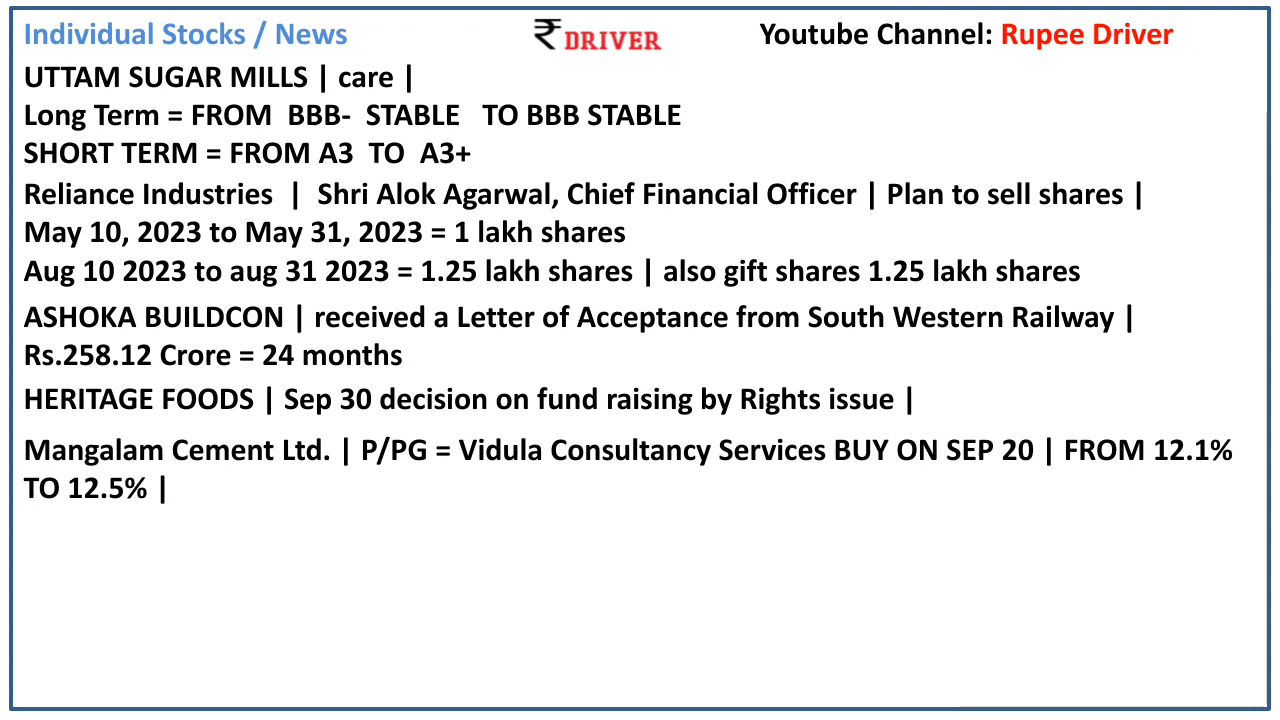 Individual Stocks / News
₹ DRIVER
Youtube Channel: Rupee Driver
UTTAM SUGAR MILLS | care |
Long Term = FROM BBB- STABLE TO BBB STABLE
SHORT TERM = FROM A3 TO A3+
Reliance Industries | Shri Alok Agarwal, Chief Financial Officer | Plan to sell shares |
May 10, 2023 to May 31, 2023 = 1 lakh shares
Aug 10 2023 to aug 31 2023 = 1.25 lakh shares | also gift shares 1.25 lakh shares
ASHOKA BUILDCON | received a Letter of Acceptance from South Western Railway |
Rs.258.12 Crore = 24 months
HERITAGE FOODS | Sep 30 decision on fund raising by Rights issue |
Mangalam Cement Ltd. | P/PG = Vidula Consultancy Services BUY ON SEP 20 | FROM 12.1%
TO 12.5% |